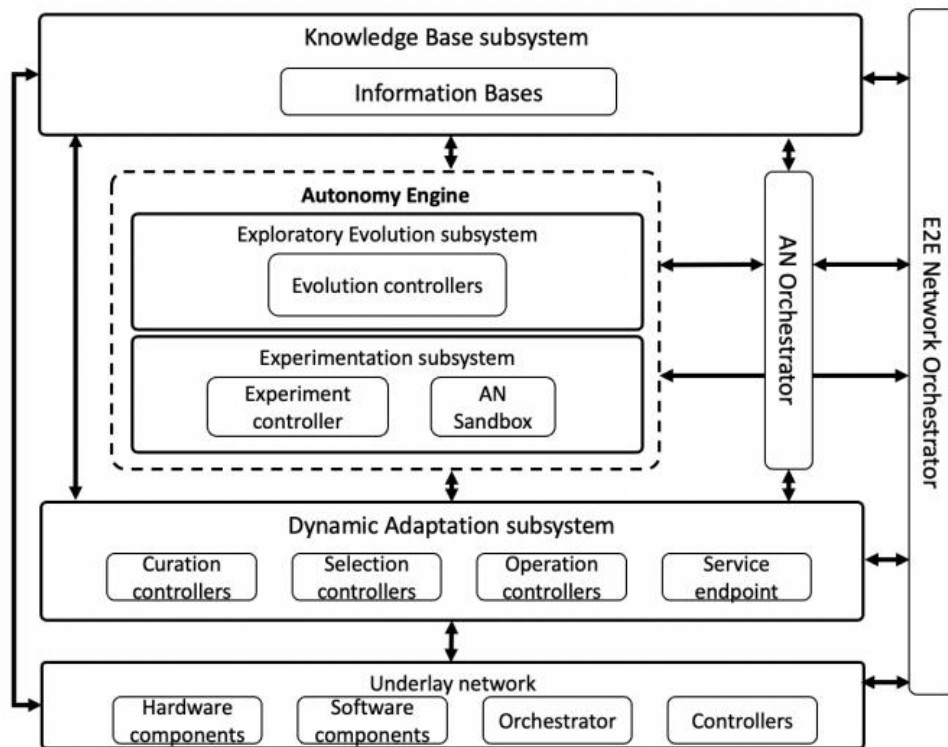 Knowledge Base subsystem
Information Bases
Autonomy Engine
Exploratory Evolution subsystem
Evolution controllers
Experimentation subsystem
Experiment
controller
AN
Sandbox
AN Orchestrator
E2E Network Orchestrator
Dynamic Adaptation subsystem
Curation
controllers
Selection
controllers
Operation
controllers
Service
endpoint
Underlay network
Hardware
components
Software
components
Orchestrator
Controllers